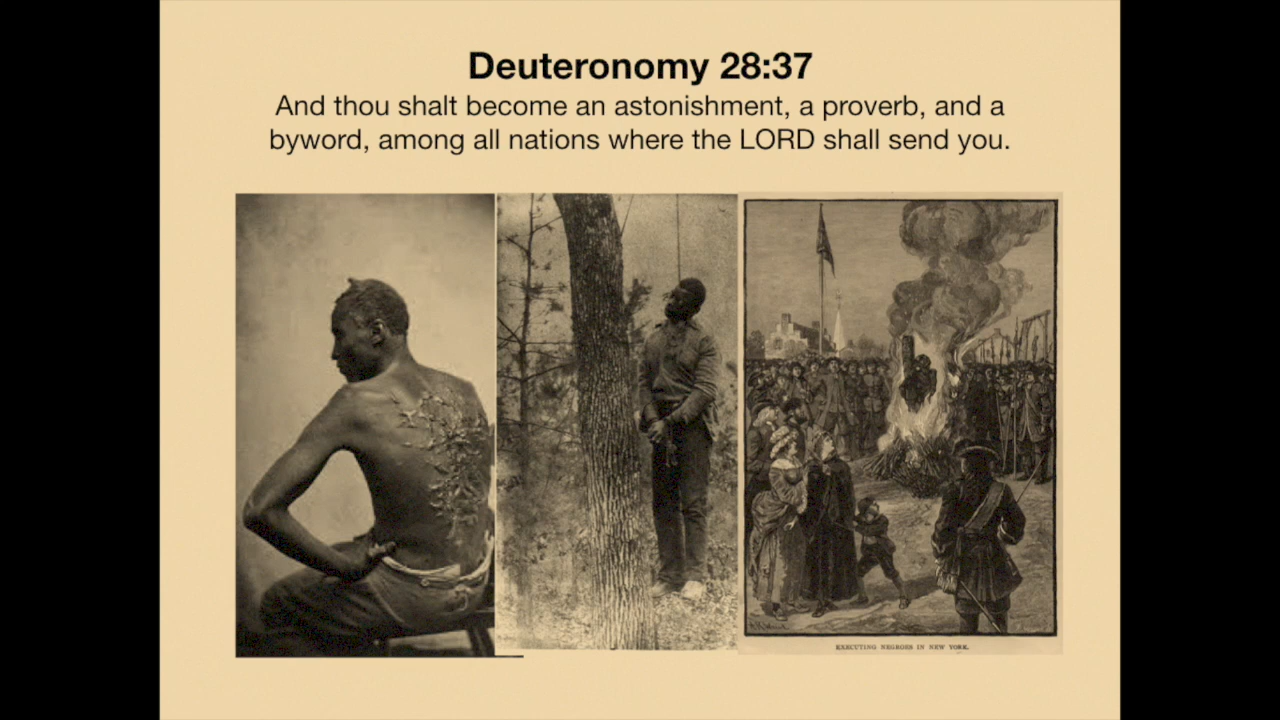 Deuteronomy 28:37
And thou shalt become an astonishment, a proverb, and a
byword, among all nations where the LORD shall send you.
EXECUTING NEGROES IN NEW YORK.